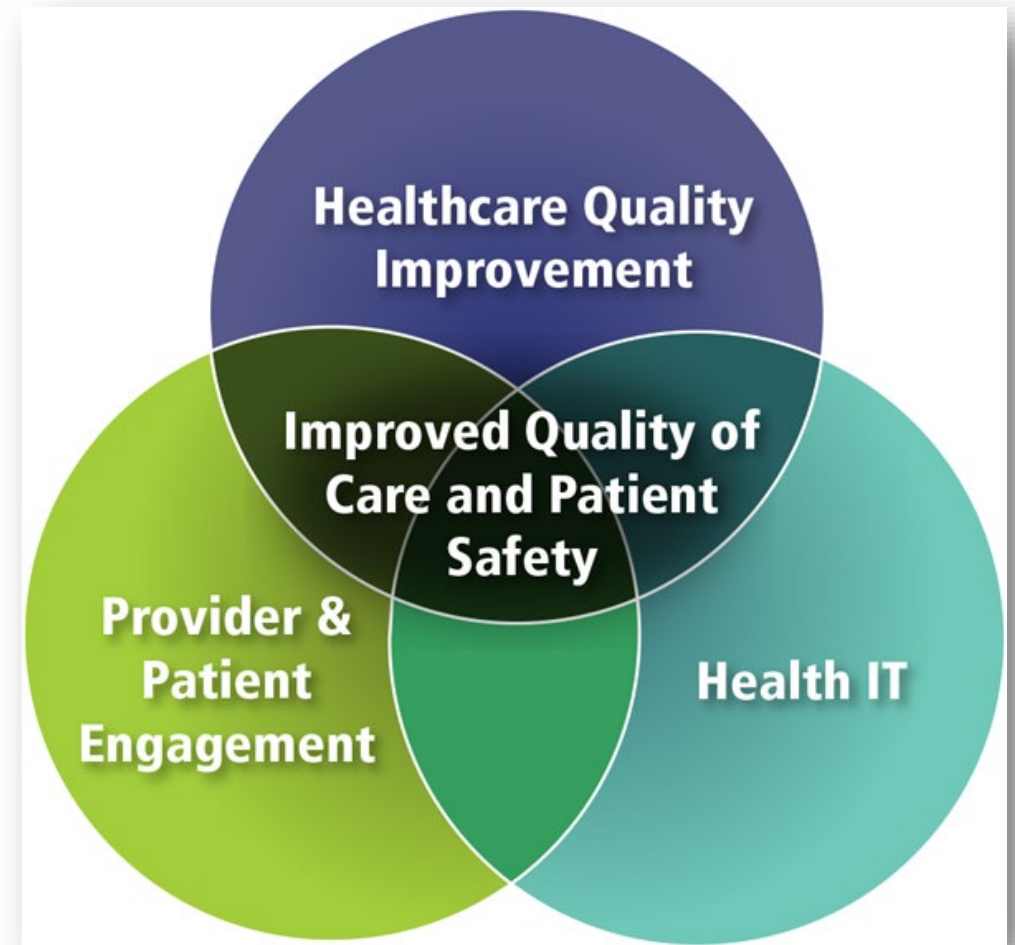 Healthcare Quality
Improvement
Improved Quality of
Care and Patient
Safety
Provider &
Patient
Engagement
Health IT